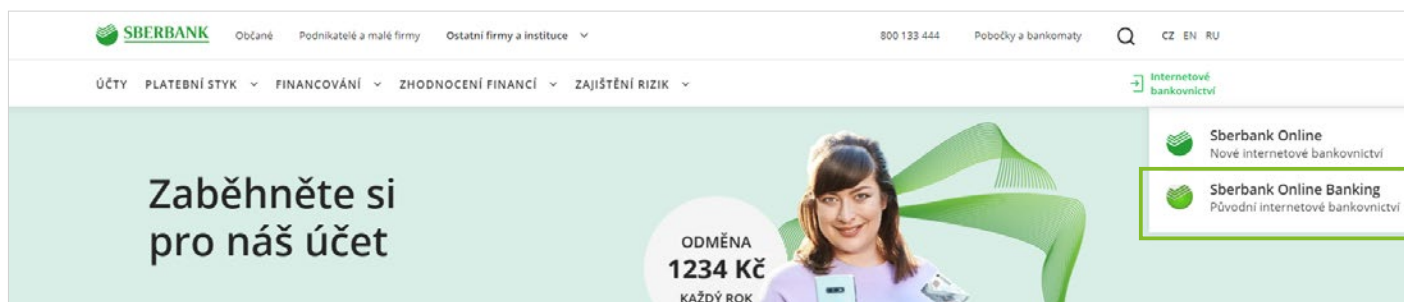 SBERBANK Občané Podnikatelé a malé firmy Ostatní firmy a instituce 800 133 444 Pobočky a bankomaty CZ EN RU
ÚČTY PLATEBNÍ STYK FINANCOVÁNÍ ZHODNOCENÍ FINANCÍ ZAJIŠTĚNÍ RIZIK
Internetové
bankovnictví
Sberbank Online
Nové internetové bankovnictví
Sberbank Online Banking
Původní internetové bankovnictví
Zaběhněte si
pro náš účet
ODMĚNA
1234 Kč
KAŽDÝ ROK